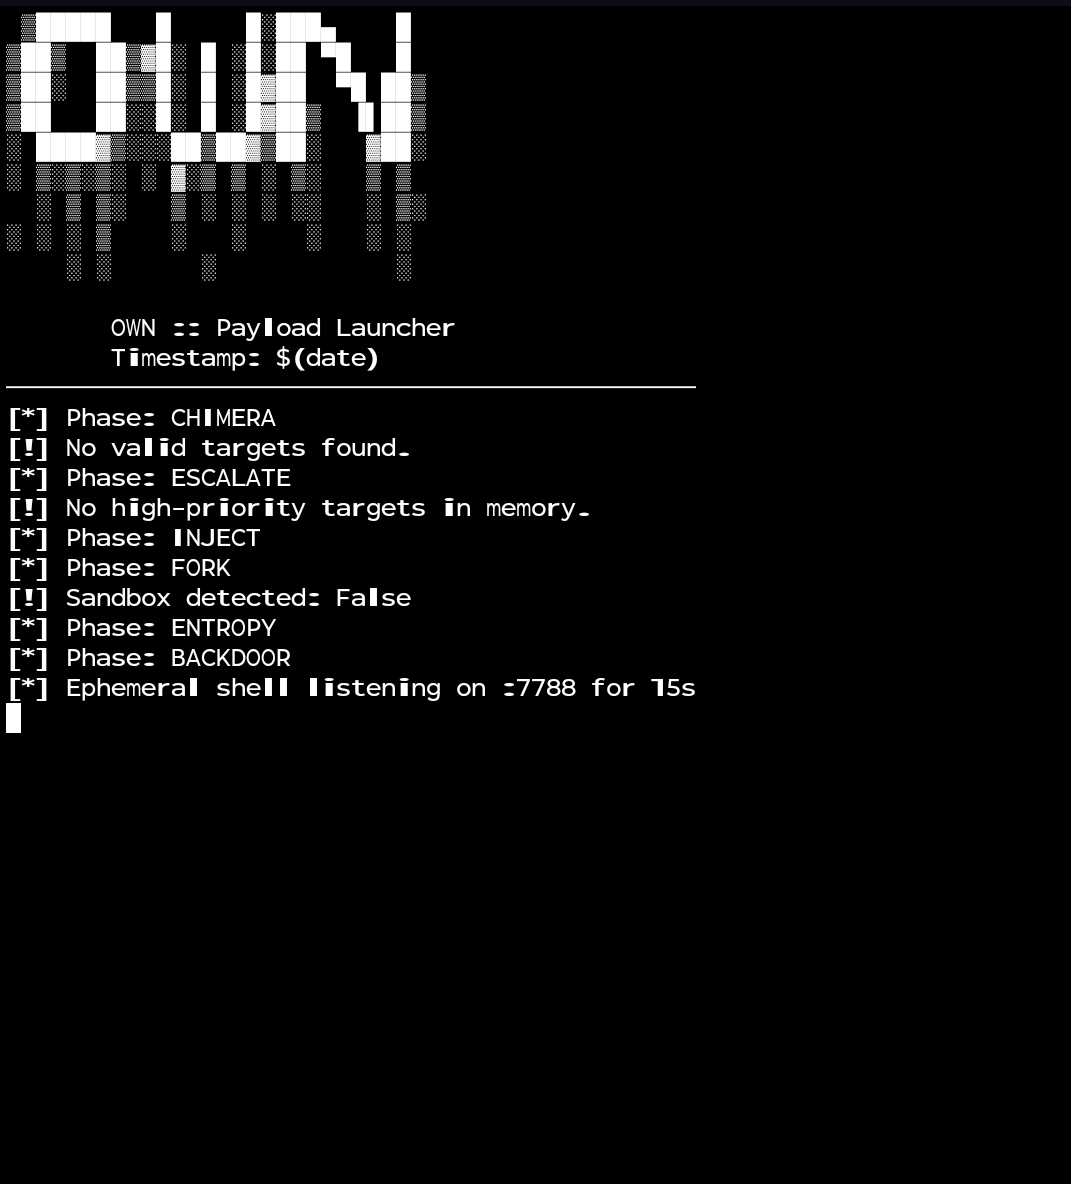 OWN :: Payload Launcher
Timestamp: $(date)
[*] Phase: CHIMERA
[!] No valid targets found.
[*] Phase: ESCALATE
[!] No high-priority targets in memory.
[*] Phase: INJECT
[*] Phase: FORK
[!] Sandbox detected: False
[*] Phase: ENTROPY
[*] Phase: BACKDOOR
[*] Ephemeral shell listening on :7788 for 15s